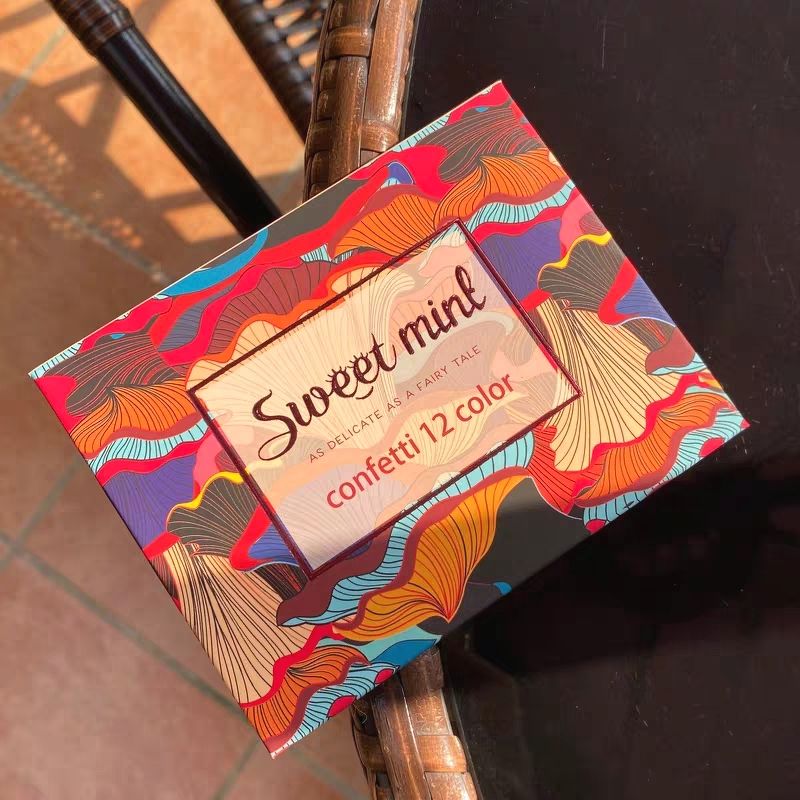 Sweet mint
AS DELICATE AS A FAIRY TALE
confetti 12 color